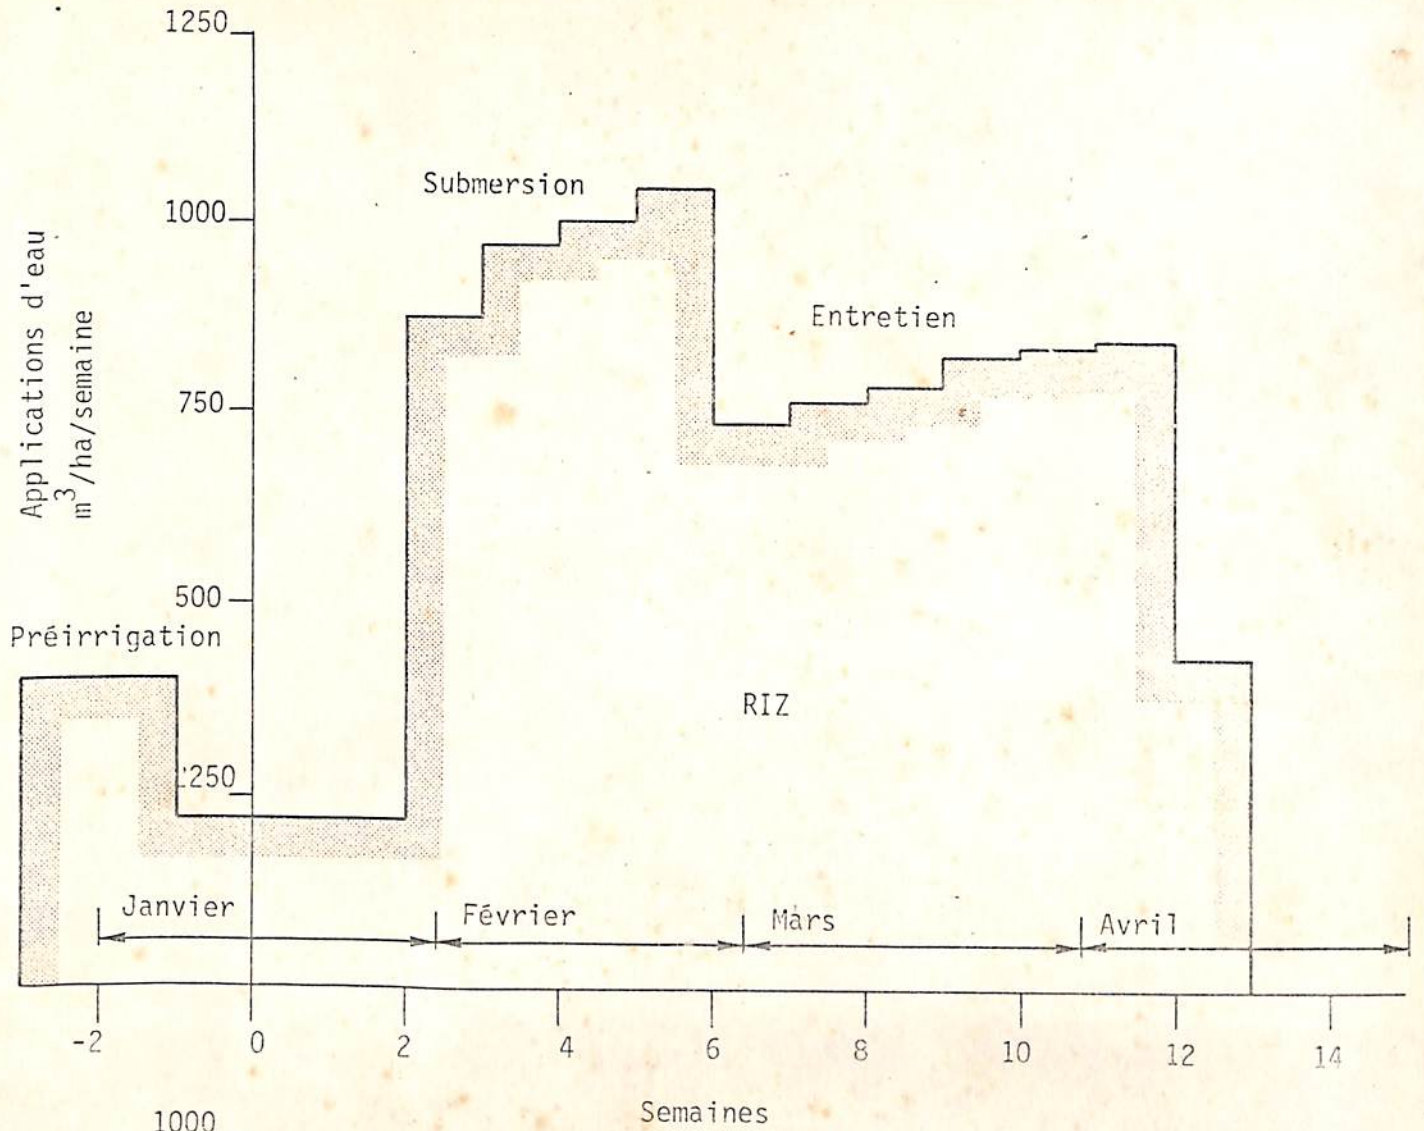 1250
Submersion
1000
Applications d'eau
m³/ha/semaine
Entretien
750
500
Préirrigation
RIZ
250
Janvier
Février
Mars
Avril
-2 0 2 4 6 8 10 12 14
Semaines
1000